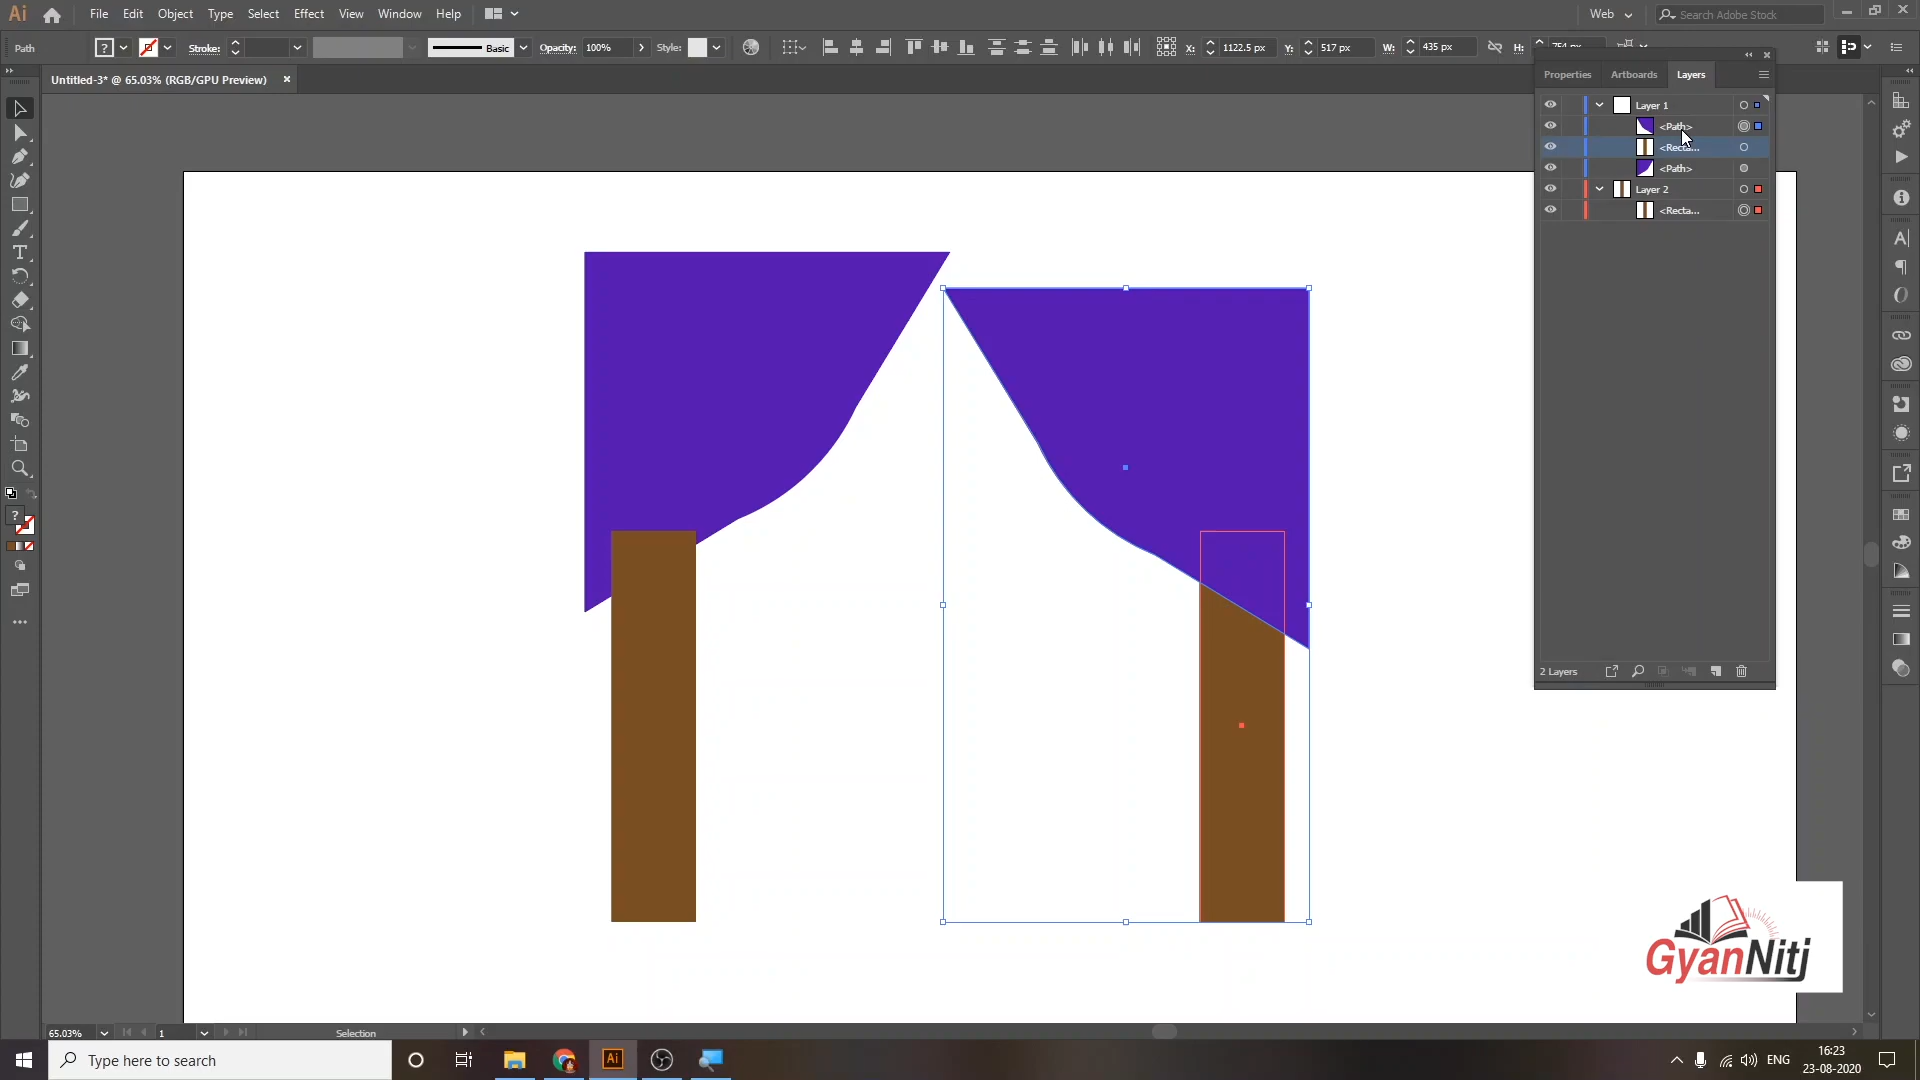 Ai
File Edit Object Type Select Effect View Window Help
Web
Search Adobe Stock
Path
Stroke:
Basic
Opacity: 100%
Style:
X: 1122.5 px
Y: 517 px
W: 435 px
H:
Untitled-3* @ 65.03% (RGB/GPU Preview)
Properties Artboards Layers
Layer 1
<Path>
<Recta...
<Path>
Layer 2
<Recta...
2 Layers
GyanNitj
65.03%
1
Selection
Type here to search
Ai
ENG
16:23
23-08-2020